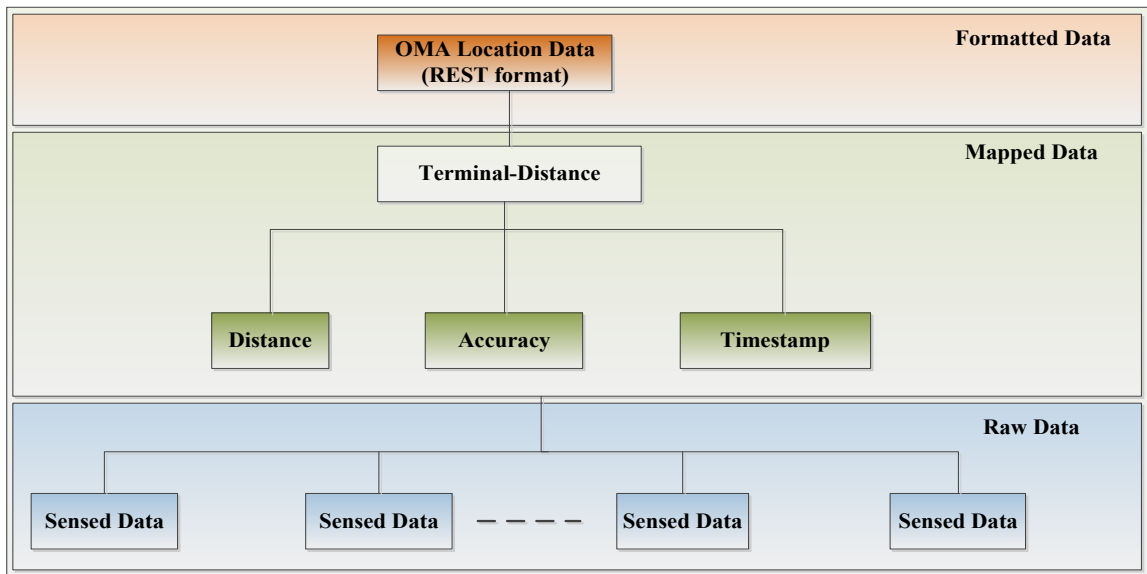 Formatted Data
OMA Location Data
(REST format)
Mapped Data
Terminal-Distance
Distance
Accuracy
Timestamp
Raw Data
Sensed Data
Sensed Data
Sensed Data
Sensed Data